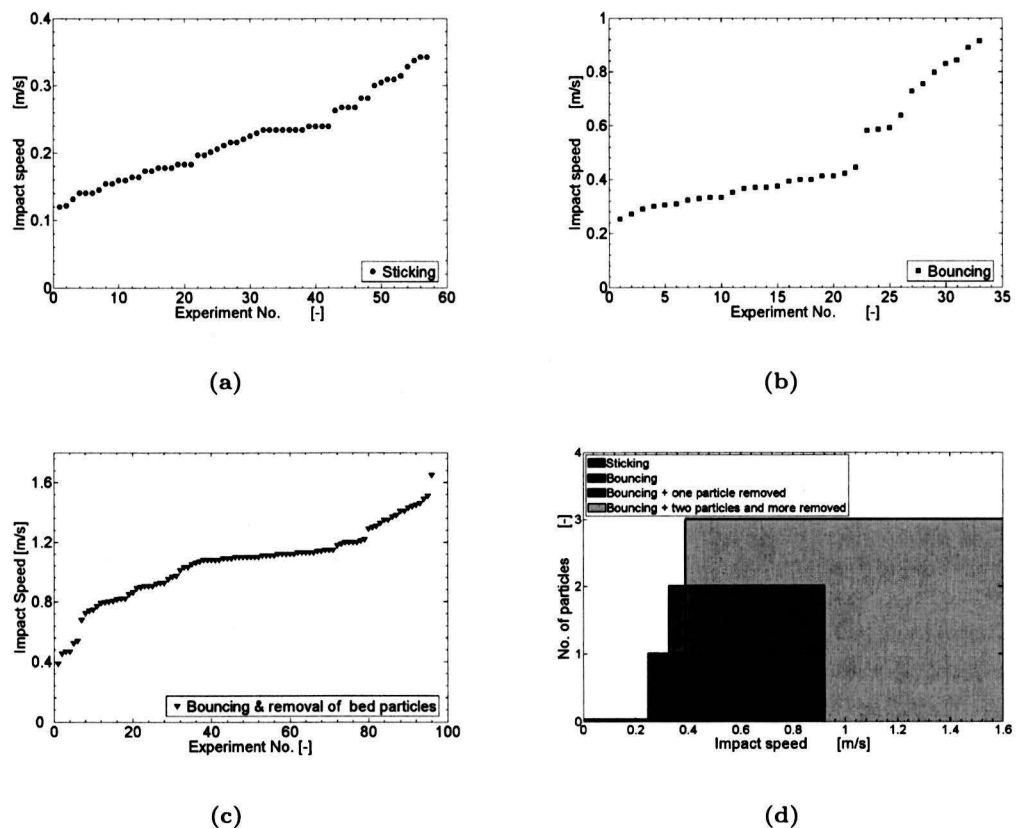 0.4
0.3
0.2
0.1
0
Impact speed [m/s]
Sticking
0 10 20 30 40 50 60
Experiment No. [-]
(a)
1
0.8
0.6
0.4
0.2
0
Impact speed [m/s]
Bouncing
0 5 10 15 20 25 30 35
Experiment No. [-]
(b)
1.6
1.2
0.8
0.4
0
Impact Speed [m/s]
Bouncing & removal of bed particles
0 20 40 60 80 100
Experiment No. [-]
(c)
4
3
2
1
0
No. of particles [-]
Sticking
Bouncing
Bouncing + one particle removed
Bouncing + two particles and more removed
0 0.2 0.4 0.6 0.8 1 1.2 1.4 1.6
Impact speed [m/s]
(d)